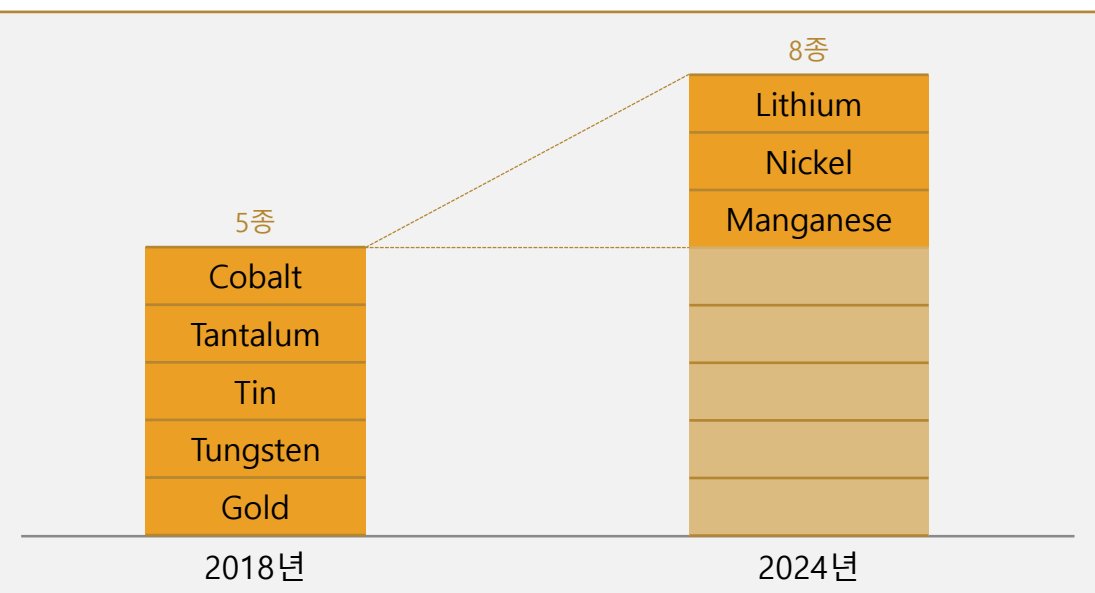 5종
Cobalt
Tantalum
Tin
Tungsten
Gold
2018년
8종
Lithium
Nickel
Manganese
2024년